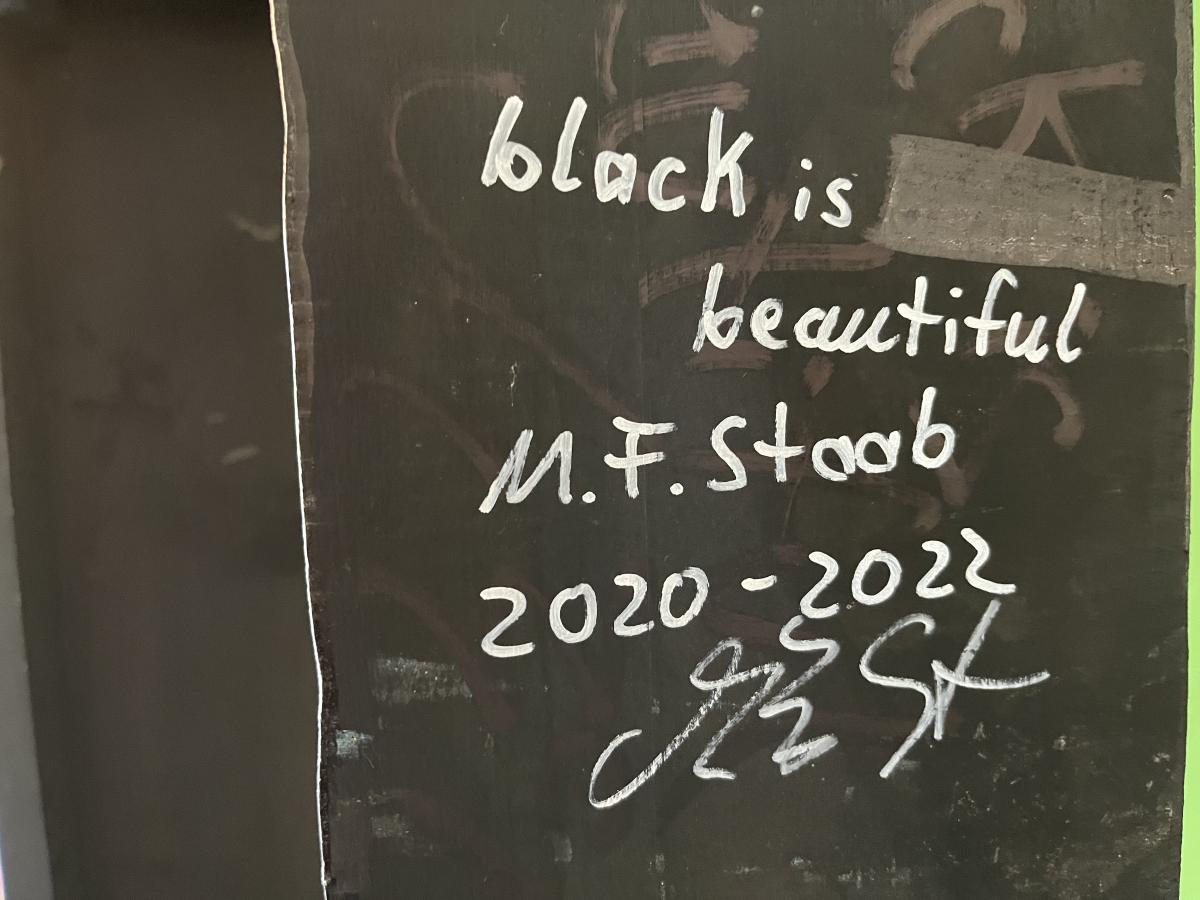 black is
beautiful
M.F. Staab
2020-2022